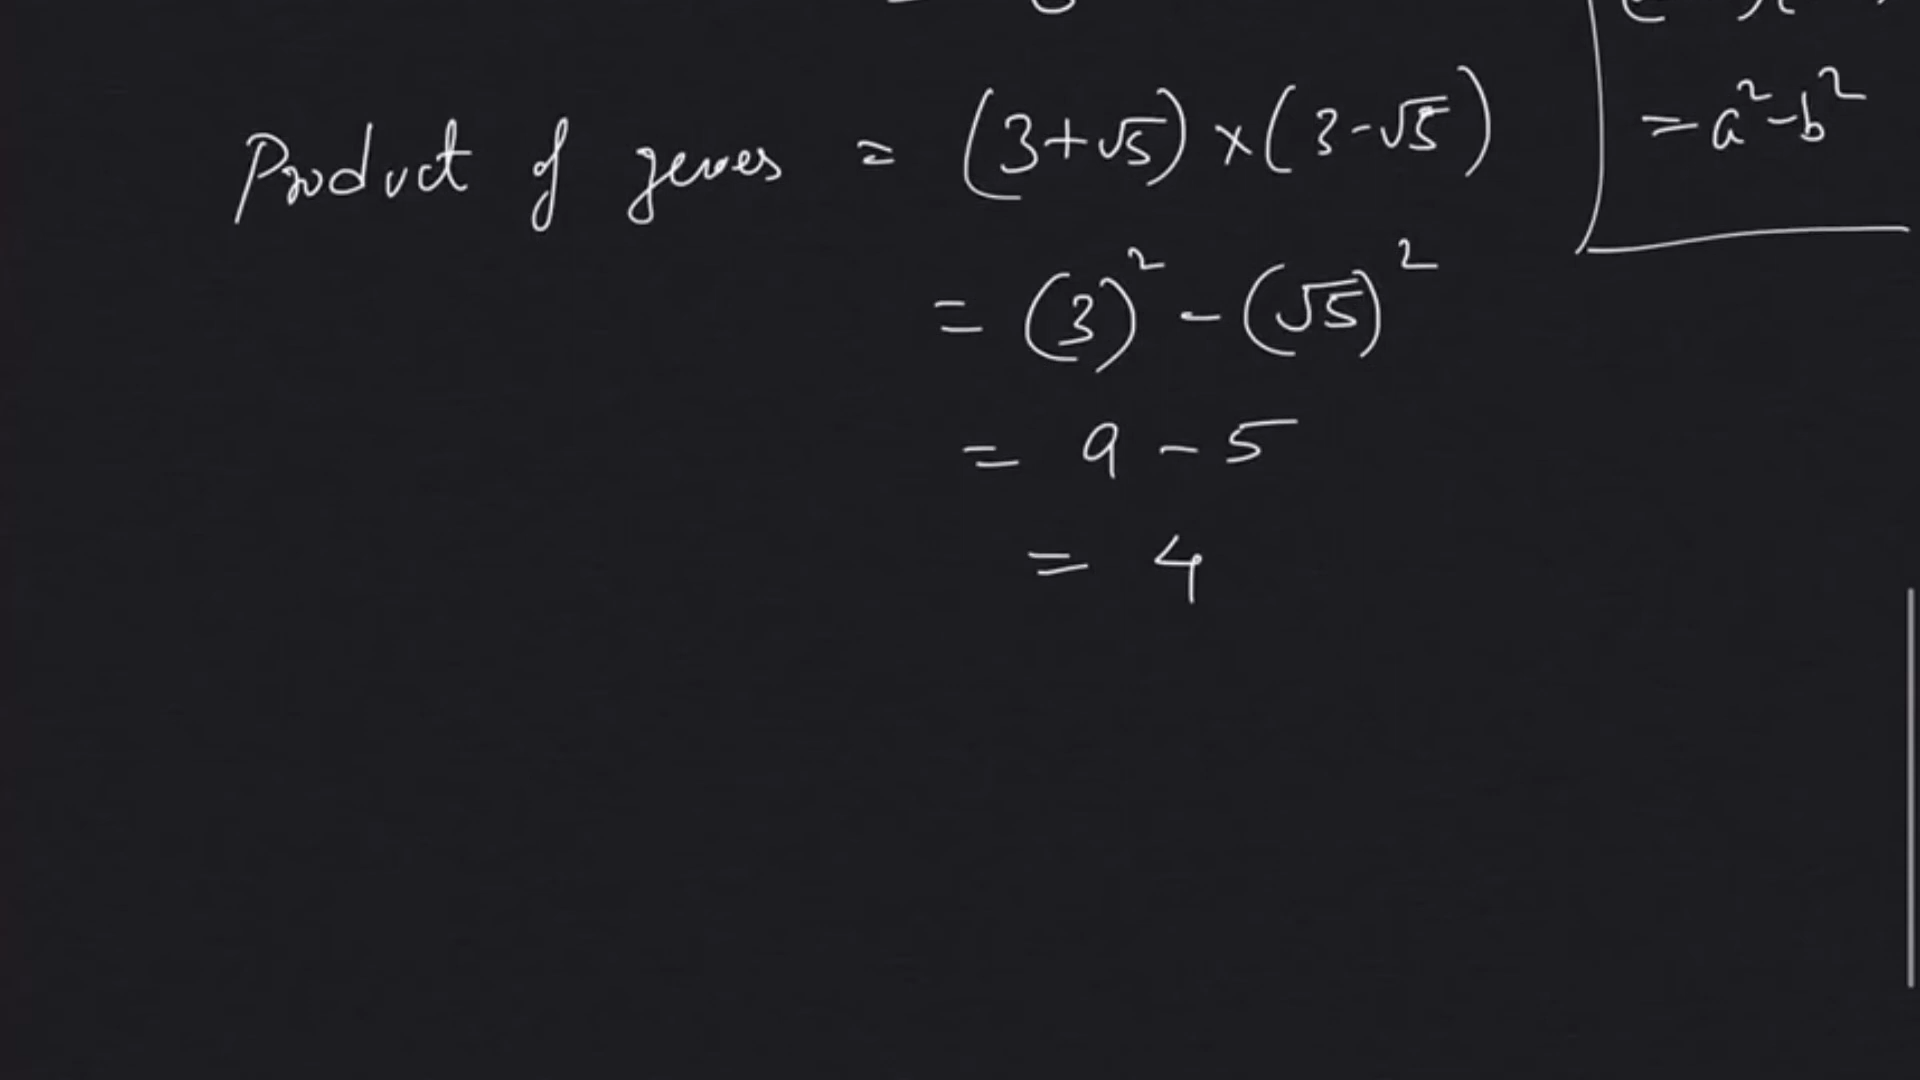 Product of zeroes = (3+√5) × (3-√5)
= a² - b²
= (3)² - (√5)²
= 9 - 5
= 4